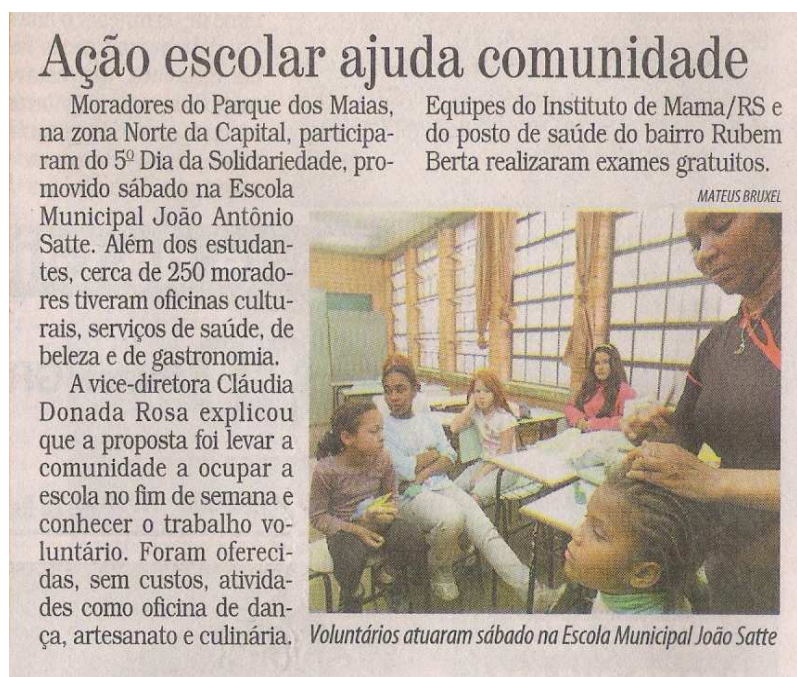 Ação escolar ajuda comunidade
Moradores do Parque dos Maias,
na zona Norte da Capital, participa-
ram do 5º Dia da Solidariedade, pro-
movido sábado na Escola
Municipal João Antônio
Satte. Além dos estudan-
tes, cerca de 250 morado-
res tiveram oficinas cultu-
rais, serviços de saúde, de
beleza e de gastronomia.
A vice-diretora Cláudia
Donada Rosa explicou
que a proposta foi levar a
comunidade a ocupar a
escola no fim de semana e
conhecer o trabalho vo-
luntário. Foram ofereci-
das, sem custos, ativida-
des como oficina de dan-
ça, artesanato e culinária.
Equipes do Instituto de Mama/RS e
do posto de saúde do bairro Rubem
Berta realizaram exames gratuitos.
MATEUS BRUXEL
Voluntários atuaram sábado na Escola Municipal João Satte